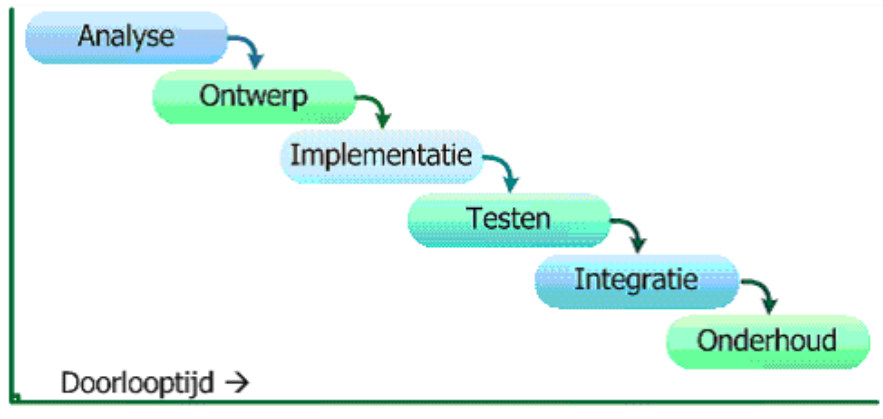 Analyse
Ontwerp
Implementatie
Testen
Integratie
Onderhoud
Doorlooptijd →